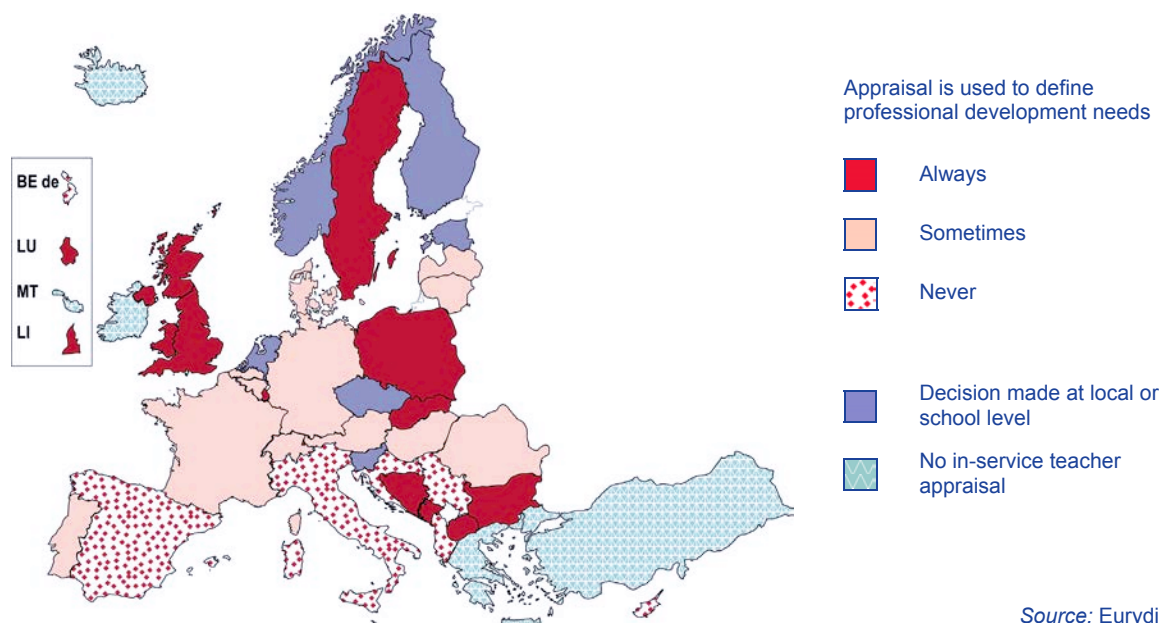 Appraisal is used to define
professional development needs
Always
Sometimes
Never
Decision made at local or
school level
No in-service teacher
appraisal
BE de
LU
MT
LI
Source: Eurydi